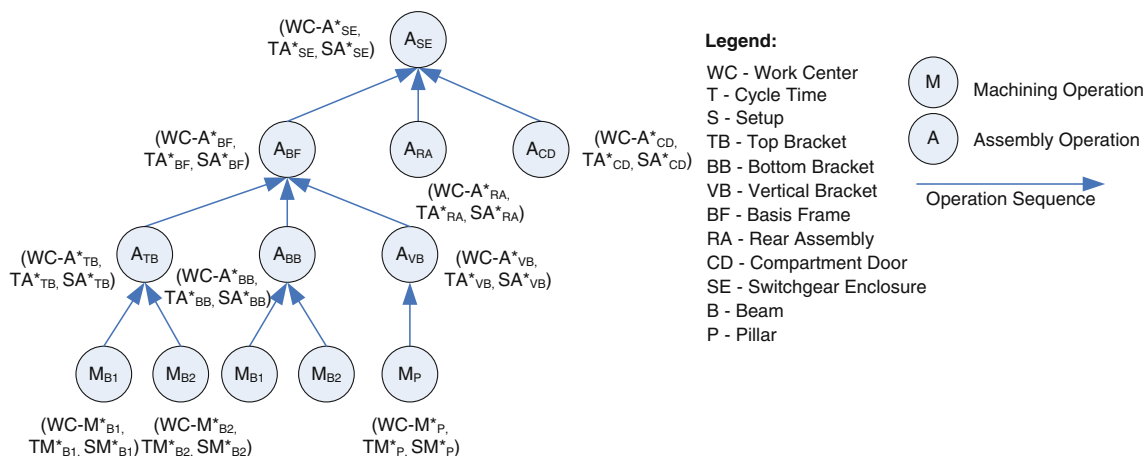 (WC-A*SE,
TA*SE, SA*SE)
ASE
(WC-A*BF,
TA*BF, SA*BF)
ABF
ARA
ACD
(WC-A*CD,
TA*CD, SA*CD)
(WC-A*RA,
TA*RA, SA*RA)
(WC-A*TB,
TA*TB, SA*TB)
ATB
(WC-A*BB,
TA*BB, SA*BB)
ABB
AVB
(WC-A*VB,
TA*VB, SA*VB)
MB1
MB2
MB1
MB2
MP
(WC-M*B1,
TM*B1, SM*B1)
(WC-M*B2,
TM*B2, SM*B2)
(WC-M*P,
TM*P, SM*P)
Legend:
WC - Work Center
T - Cycle Time
S - Setup
TB - Top Bracket
BB - Bottom Bracket
VB - Vertical Bracket
BF - Basis Frame
RA - Rear Assembly
CD - Compartment Door
SE - Switchgear Enclosure
B - Beam
P - Pillar
M
Machining Operation
A
Assembly Operation
Operation Sequence